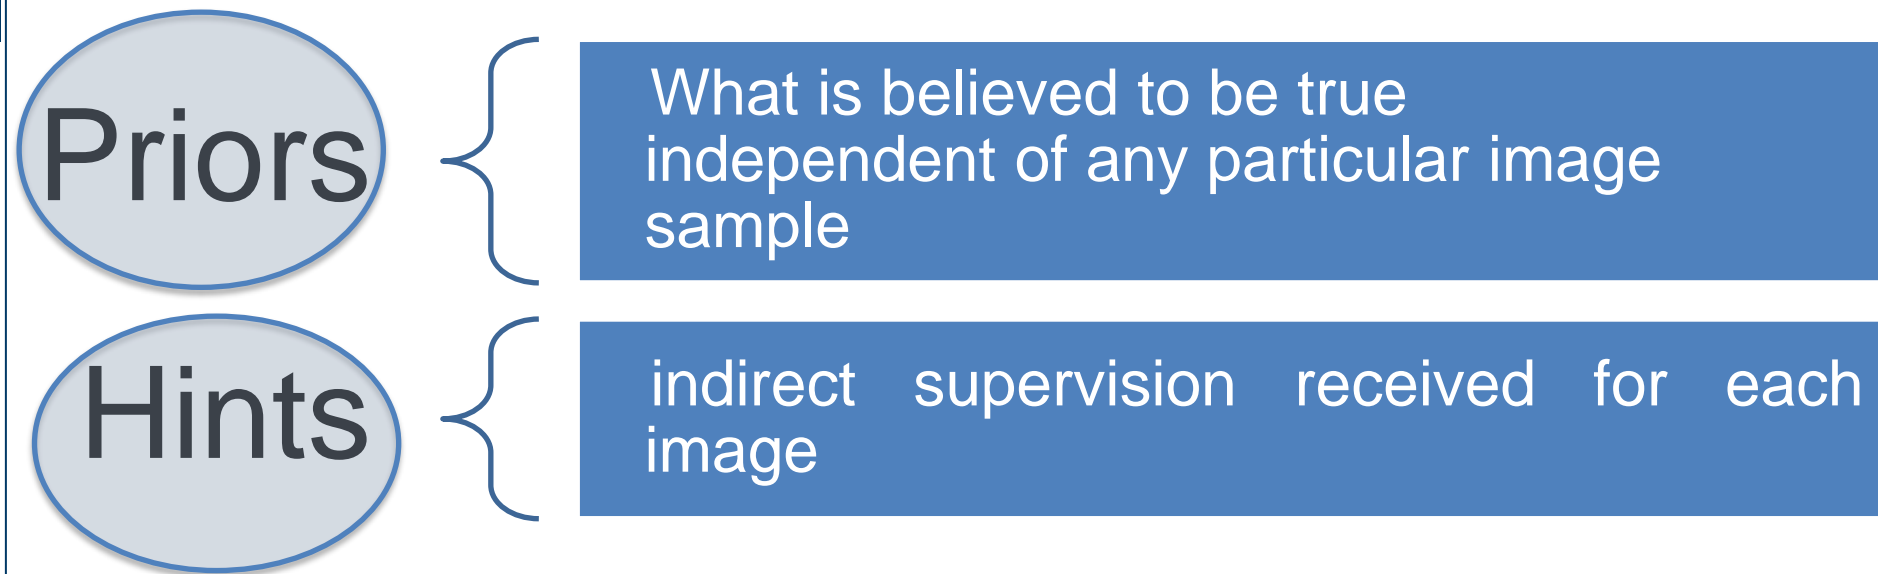 Priors
What is believed to be true
independent of any particular image
sample
Hints
indirect supervision received for each
image